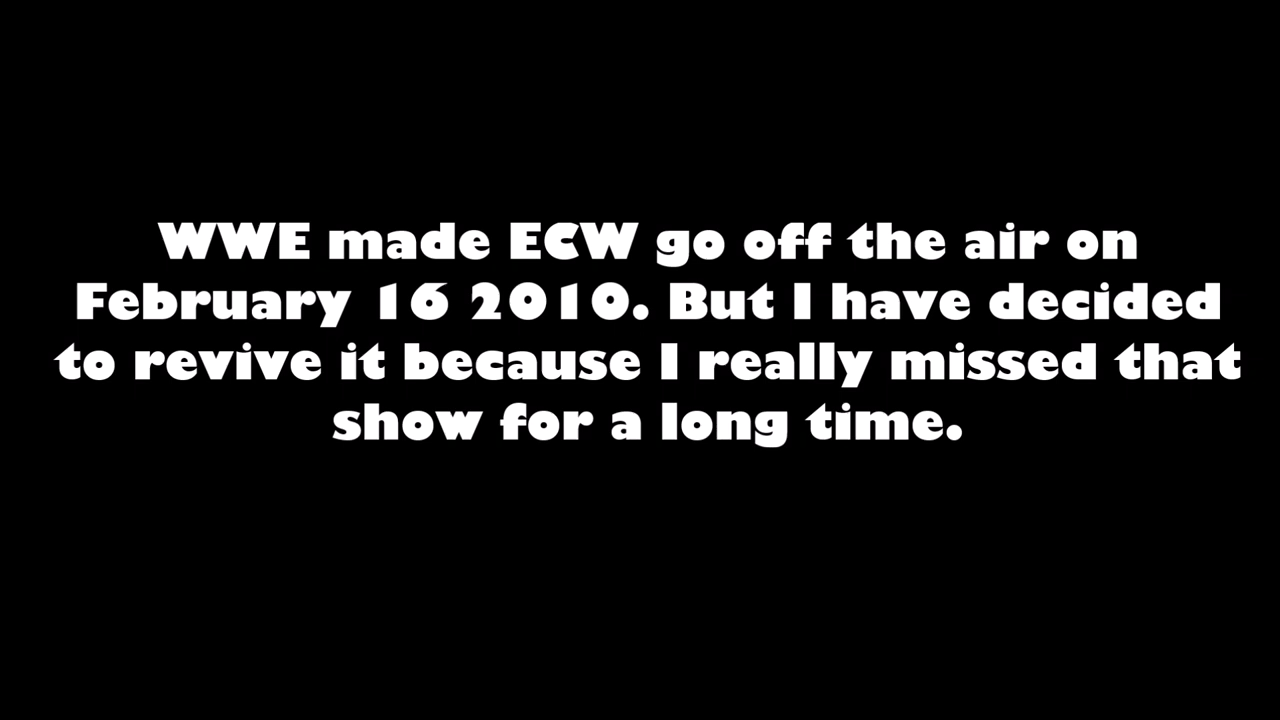 WWE made ECW go off the air on
February 16 2010. But I have decided
to revive it because I really missed that
show for a long time.